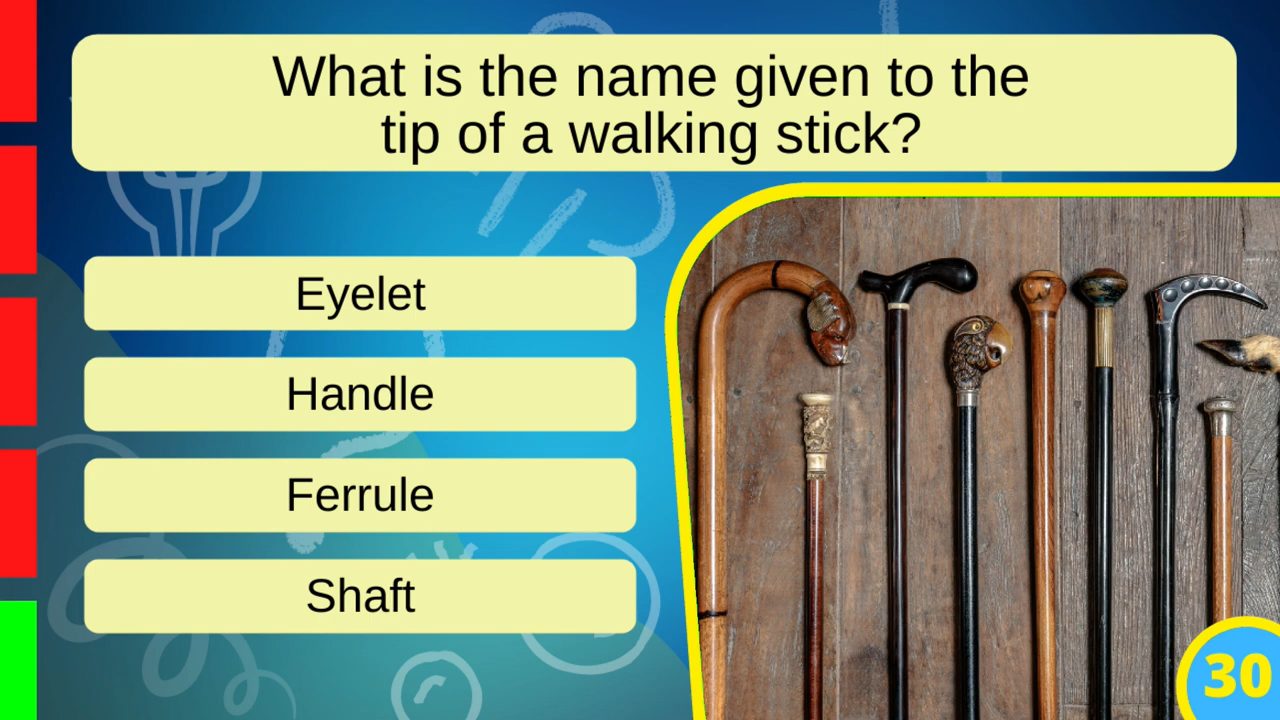 What is the name given to the
tip of a walking stick?
Eyelet
Handle
Ferrule
Shaft
30